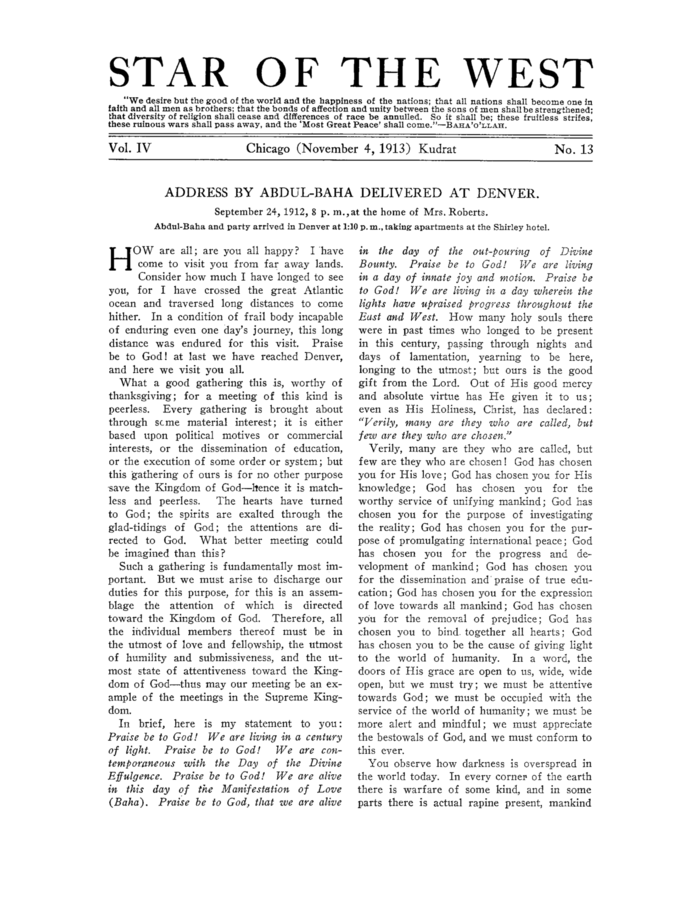 STAR OF THE WEST
"We desire but the good of the world and the happiness of the nations; that all nations shall become one in
faith and all men as brothers; that the bonds of affection and unity between the sons of men shall be strengthened;
that diversity of religion shall cease and differences of race be annulled. So it shall be; these fruitless strifes,
these ruinous wars shall pass away, and the 'Most Great Peace' shall come."—BAHA'O'LLAH.
Vol. IV Chicago (November 4, 1913) Kudrat No. 13
ADDRESS BY ABDUL-BAHA DELIVERED AT DENVER.
September 24, 1912, 8 p. m., at the home of Mrs. Roberts.
Abdul-Baha and party arrived in Denver at 1:10 p. m., taking apartments at the Shirley hotel.
HOW are all; are you all happy? I have
come to visit you from far away lands.
Consider how much I have longed to see
you, for I have crossed the great Atlantic
ocean and traversed long distances to come
hither. In a condition of frail body incapable
of enduring even one day's journey, this long
distance was endured for this visit. Praise
be to God! at last we have reached Denver,
and here we visit you all.
What a good gathering this is, worthy of
thanksgiving; for a meeting of this kind is
peerless. Every gathering is brought about
through some material interest; it is either
based upon political motives or commercial
interests, or the dissemination of education,
or the execution of some order or system; but
this gathering of ours is for no other purpose
save the Kingdom of God—hence it is match-
less and peerless. The hearts have turned
to God; the spirits are exalted through the
glad-tidings of God; the attentions are di-
rected to God. What better meeting could
be imagined than this?
Such a gathering is fundamentally most im-
portant. But we must arise to discharge our
duties for this purpose, for this is an assem-
blage the attention of which is directed
toward the Kingdom of God. Therefore, all
the individual members thereof must be in
the utmost of love and fellowship, the utmost
of humility and submissiveness, and the ut-
most state of attentiveness toward the King-
dom of God—thus may our meeting be an ex-
ample of the meetings in the Supreme King-
dom.
In brief, here is my statement to you:
Praise be to God! We are living in a century
of light. Praise be to God! We are con-
temporaneous with the Day of the Divine
Effulgence. Praise be to God! We are alive
in this day of the Manifestation of Love
(Baha). Praise be to God, that we are alive
in the day of the out-pouring of Divine
Bounty. Praise be to God! We are living
in a day of innate joy and motion. Praise be
to God! We are living in a day wherein the
lights have upraised progress throughout the
East and West. How many holy souls there
were in past times who longed to be present
in this century, passing through nights and
days of lamentation, yearning to be here,
longing to the utmost; but ours is the good
gift from the Lord. Out of His good mercy
and absolute virtue has He given it to us;
even as His Holiness, Christ, has declared:
"Verily, many are they who are called, but
few are they who are chosen."
Verily, many are they who are called, but
few are they who are chosen! God has chosen
you for His love; God has chosen you for His
knowledge; God has chosen you for the
worthy service of unifying mankind; God has
chosen you for the purpose of investigating
the reality; God has chosen you for the pur-
pose of promulgating international peace; God
has chosen you for the progress and de-
velopment of mankind; God has chosen you
for the dissemination and praise of true edu-
cation; God has chosen you for the expression
of love towards all mankind; God has chosen
you for the removal of prejudice; God has
chosen you to bind together all hearts; God
has chosen you to be the cause of giving light
to the world of humanity. In a word, the
doors of His grace are open to us, wide, wide
open, but we must try; we must be attentive
towards God; we must be occupied with the
service of the world of humanity; we must be
more alert and mindful; we must appreciate
the bestowals of God, and we must conform to
this ever.
You observe how darkness is overspread in
the world today. In every corner of the earth
there is warfare of some kind, and in some
parts there is actual rapine present, mankind